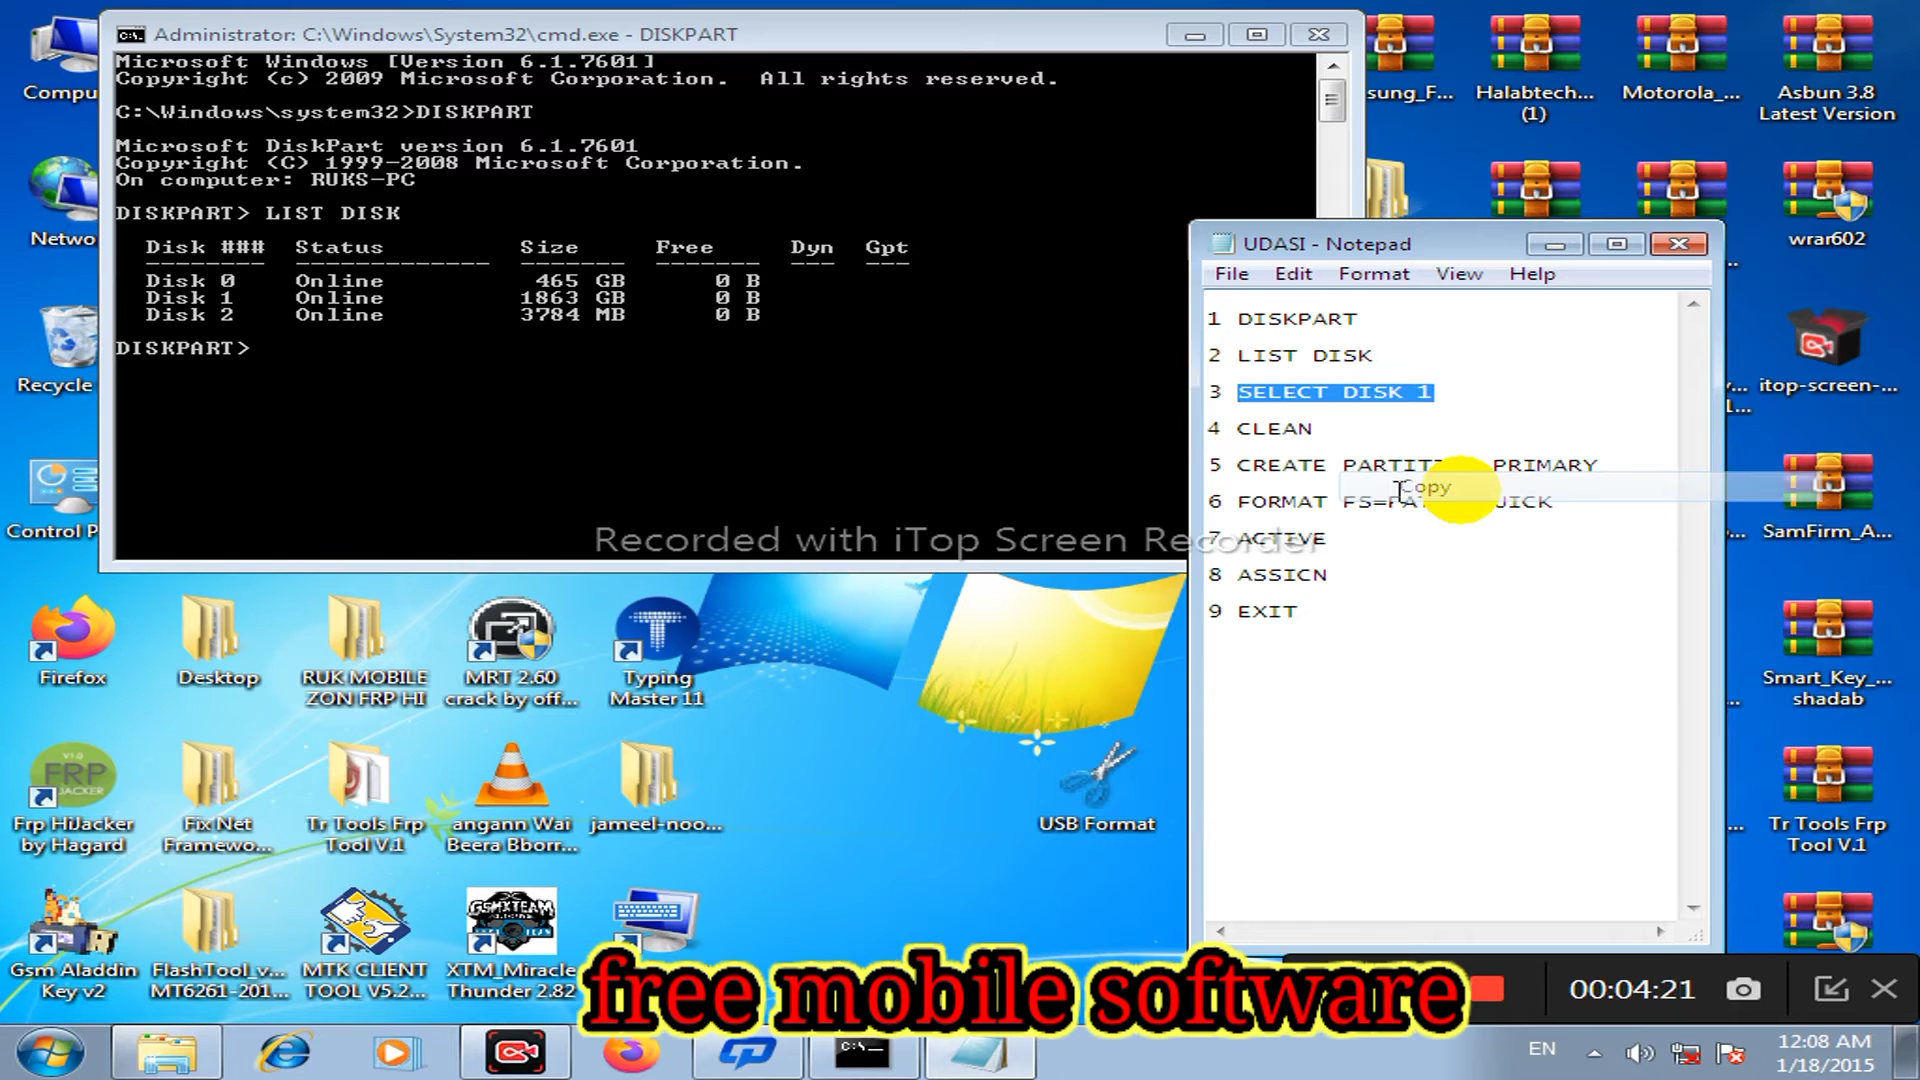 Administrator: C:\Windows\System32\cmd.exe - DISKPART
Microsoft Windows [Version 6.1.7601]
Copyright (c) 2009 Microsoft Corporation.  All rights reserved.
C:\Windows\system32>DISKPART
Microsoft DiskPart version 6.1.7601
Copyright (C) 1999-2008 Microsoft Corporation.
On computer: RUKS-PC
DISKPART> LIST DISK
Disk ### Status Size Free Dyn Gpt
Disk 0 Online 465 GB 0 B
Disk 1 Online 1863 GB 0 B
Disk 2 Online 3784 MB 0 B
DISKPART>
UDASI - Notepad
File Edit Format View Help
1 DISKPART
2 LIST DISK
3 SELECT DISK 1
4 CLEAN
5 CREATE PRIMARY
Copy
6 FORMAT
7 ACTIVE
8 ASSICN
9 EXIT
Recorded with iTop Screen Recorder
Compu
Netwo
Recycle
Control P
sung_F...
Halabtech...
(1)
Motorola_...
Asbun 3.8
Latest Version
wrar602
itop-screen-...
SamFirm_A...
Smart_Key_...
shadab
Tr Tools Frp
Tool V.1
Firefox
Desktop
RUK MOBILE
ZON FRP HI
MRT 2.60
crack by off...
Typing
Master 11
V1.0
FRP
HIJACKER
Frp HiJacker
by Hagard
Fix Net
Framewo...
Tr Tools Frp
Tool V.1
angann Wai
Beera Bborr...
jameel-noo...
USB Format
Gsm Aladdin
Key v2
FlashTool_v...
MT6261-201...
MTK CLIENT
TOOL V5.2...
GSMXTEAM
XTM_Miracle
Thunder 2.82
free mobile software
00:04:21
EN
12:08 AM
1/18/2015